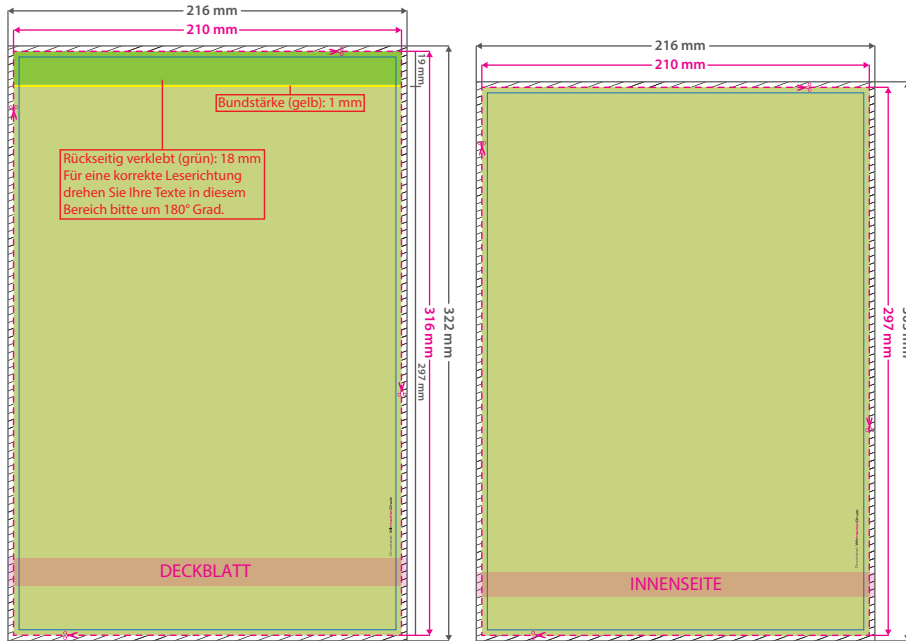 216 mm
210 mm
19 mm
Bundstärke (gelb): 1 mm
Rückseitig verklebt (grün): 18 mm
Für eine korrekte Leserichtung
drehen Sie Ihre Texte in diesem
Bereich bitte um 180° Grad.
316 mm
322 mm
297 mm
DECKBLATT
216 mm
210 mm
297 mm
INNENSEITE